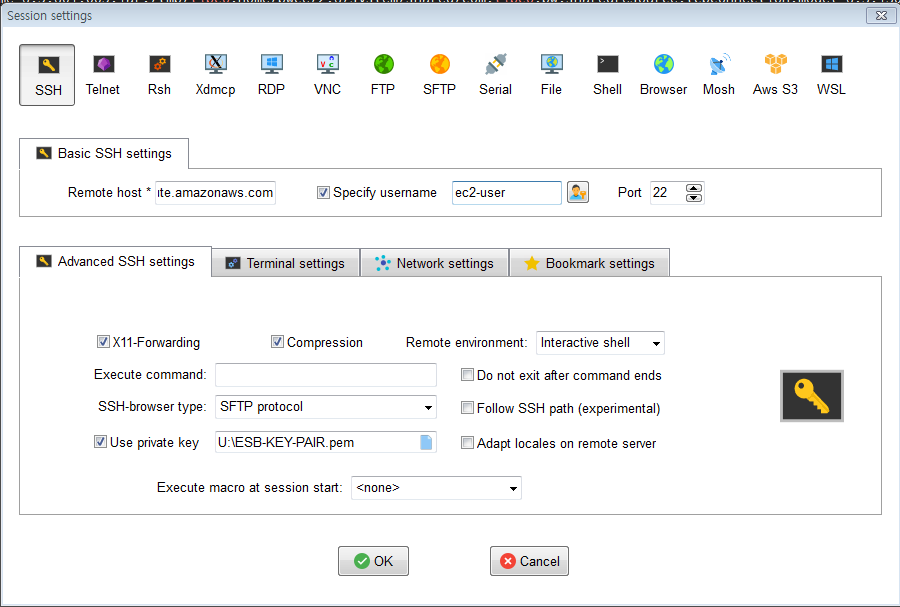 Session settings
SSH Telnet Rsh Xdmcp RDP VNC FTP SFTP Serial File Shell Browser Mosh Aws S3 WSL
Basic SSH settings
Remote host * ute.amazonaws.com Specify username ec2-user Port 22
Advanced SSH settings Terminal settings Network settings Bookmark settings
X11-Forwarding Compression Remote environment: Interactive shell
Execute command: Do not exit after command ends
SSH-browser type: SFTP protocol Follow SSH path (experimental)
Use private key U:\ESB-KEY-PAIR.pem Adapt locales on remote server
Execute macro at session start: <none>
OK Cancel